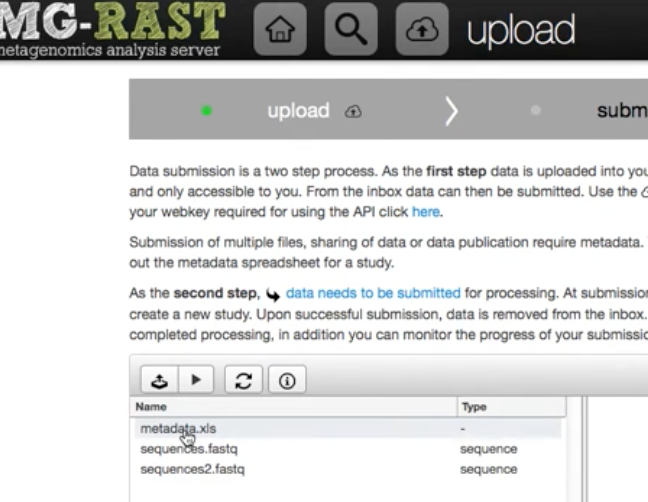 MG-RAST
metagenomics analysis server
upload
upload
subm
Data submission is a two step process. As the first step data is uploaded into you
and only accessible to you. From the inbox data can then be submitted. Use the
your webkey required for using the API click here.
Submission of multiple files, sharing of data or data publication require metadata.
out the metadata spreadsheet for a study.
As the second step, data needs to be submitted for processing. At submission
create a new study. Upon successful submission, data is removed from the inbox.
completed processing, in addition you can monitor the progress of your submissio
Name Type
metadata.xls -
sequences.fastq sequence
sequences2.fastq sequence